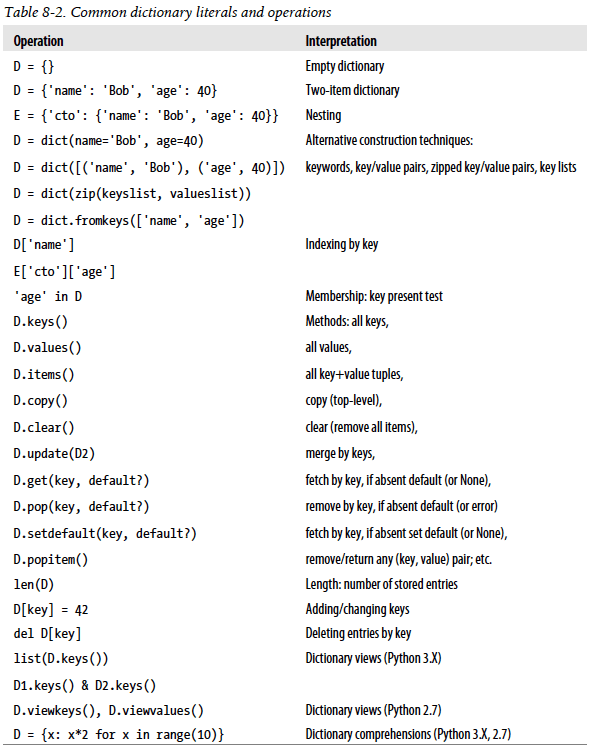 Table 8-2. Common dictionary literals and operations
Operation Interpretation
D = {} Empty dictionary
D = {'name': 'Bob', 'age': 40} Two-item dictionary
E = {'cto': {'name': 'Bob', 'age': 40}} Nesting
D = dict(name='Bob', age=40) Alternative construction techniques:
D = dict([('name', 'Bob'), ('age', 40)]) keywords, key/value pairs, zipped key/value pairs, key lists
D = dict(zip(keyslist, valueslist))
D = dict.fromkeys(['name', 'age'])
D['name'] Indexing by key
E['cto']['age']
'age' in D Membership: key present test
D.keys() Methods: all keys,
D.values() all values,
D.items() all key+value tuples,
D.copy() copy (top-level),
D.clear() clear (remove all items),
D.update(D2) merge by keys,
D.get(key, default?) fetch by key, if absent default (or None),
D.pop(key, default?) remove by key, if absent default (or error)
D.setdefault(key, default?) fetch by key, if absent set default (or None),
D.popitem() remove/return any (key, value) pair; etc.
len(D) Length: number of stored entries
D[key] = 42 Adding/changing keys
del D[key] Deleting entries by key
list(D.keys()) Dictionary views (Python 3.X)
D1.keys() & D2.keys()
D.viewkeys(), D.viewvalues() Dictionary views (Python 2.7)
D = {x: x*2 for x in range(10)} Dictionary comprehensions (Python 3.X, 2.7)